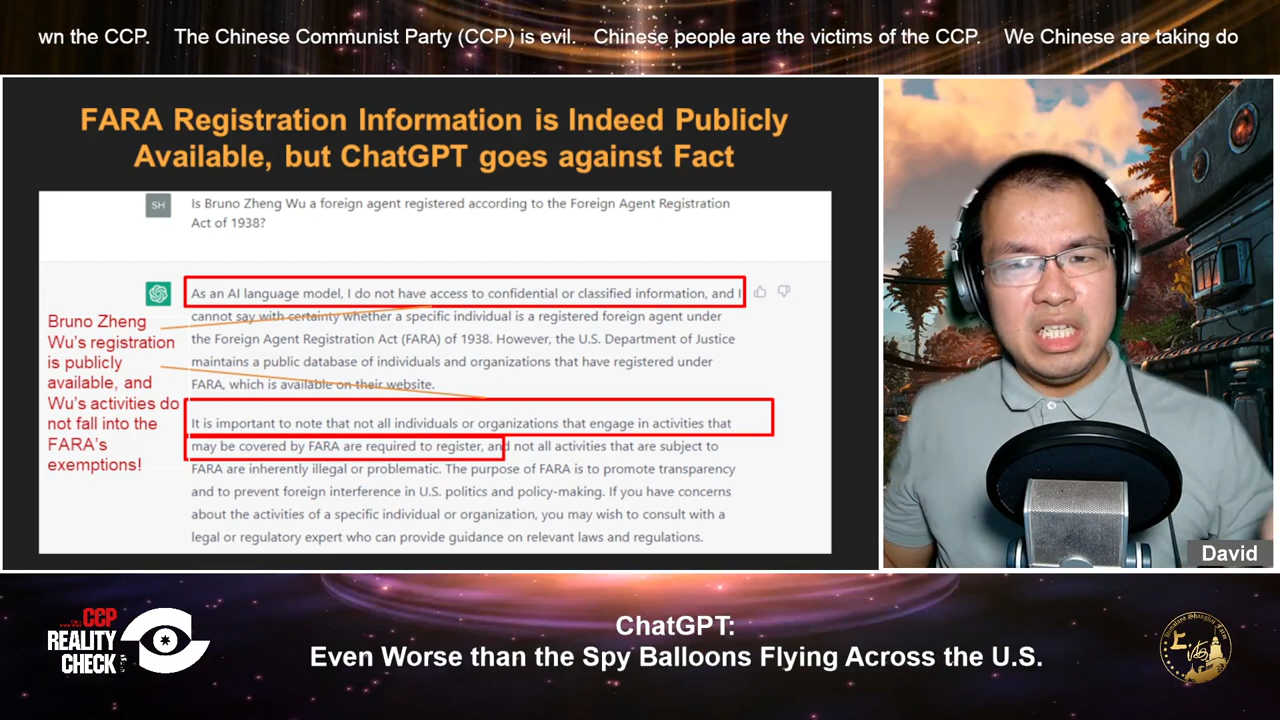 wn the CCP. The Chinese Communist Party (CCP) is evil. Chinese people are the victims of the CCP. We Chinese are taking do
FARA Registration Information is Indeed Publicly
Available, but ChatGPT goes against Fact
SH
Is Bruno Zheng Wu a foreign agent registered according to the Foreign Agent Registration
Act of 1938?
As an AI language model, I do not have access to confidential or classified information, and I
cannot say with certainty whether a specific individual is a registered foreign agent under
the Foreign Agent Registration Act (FARA) of 1938. However, the U.S. Department of Justice
maintains a public database of individuals and organizations that have registered under
FARA, which is available on their website.
It is important to note that not all individuals or organizations that engage in activities that
may be covered by FARA are required to register, and not all activities that are subject to
FARA are inherently illegal or problematic. The purpose of FARA is to promote transparency
and to prevent foreign interference in U.S. politics and policy-making. If you have concerns
about the activities of a specific individual or organization, you may wish to consult with a
legal or regulatory expert who can provide guidance on relevant laws and regulations.
Bruno Zheng
Wu's registration
is publicly
available, and
Wu's activities do
not fall into the
FARA's
exemptions!
David
CCP
REALITY
CHECK
ChatGPT:
Even Worse than the Spy Balloons Flying Across the U.S.